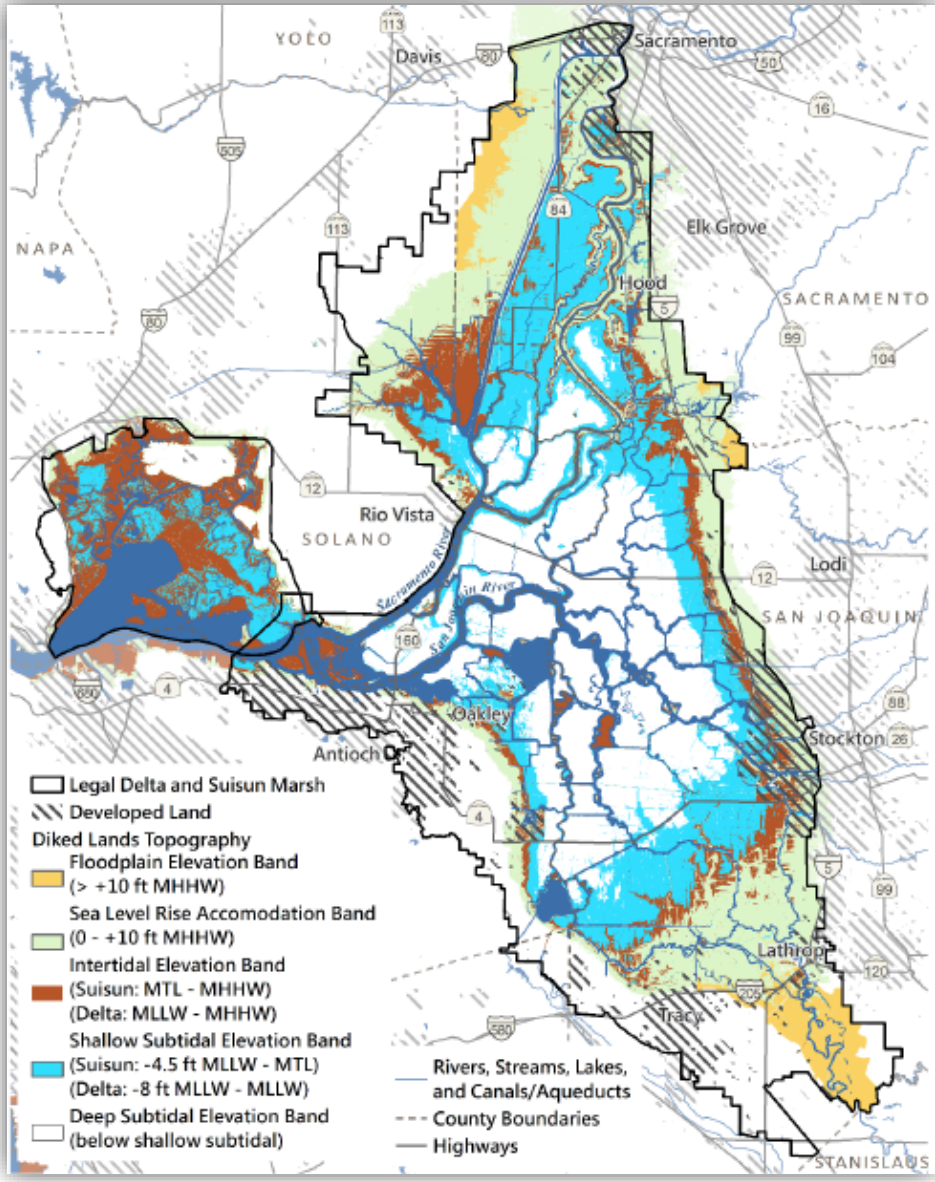 YOLO
113
Davis
80
Sacramento
50
16
505
113
84
NAPA
Elk Grove
Hood
5
SACRAMENTO
80
99
104
12
Rio Vista
SOLANO
Sacramento River
San Joaquin River
160
12
Lodi
SAN JOAQUIN
680
4
Oakley
88
Antioch
Stockton
26
4
5
99
Lathrop
120
205
Tracy
580
STANISLAUS
Legal Delta and Suisun Marsh
Developed Land
Diked Lands Topography
Floodplain Elevation Band
(> +10 ft MHHW)
Sea Level Rise Accomodation Band
(0 - +10 ft MHHW)
Intertidal Elevation Band
(Suisun: MTL - MHHW)
(Delta: MLLW - MHHW)
Shallow Subtidal Elevation Band
(Suisun: -4.5 ft MLLW - MTL)
(Delta: -8 ft MLLW - MLLW)
Deep Subtidal Elevation Band
(below shallow subtidal)
Rivers, Streams, Lakes,
and Canals/Aqueducts
County Boundaries
Highways